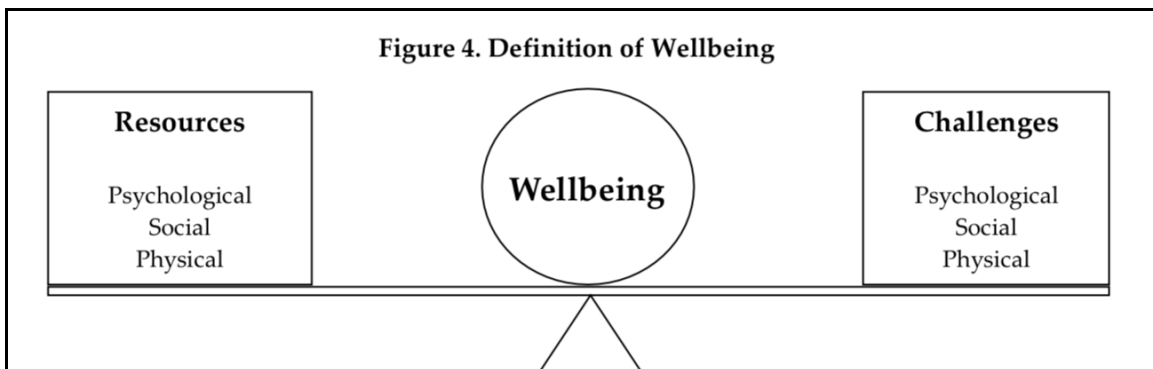 Figure 4. Definition of Wellbeing
Resources
Psychological
Social
Physical
Wellbeing
Challenges
Psychological
Social
Physical